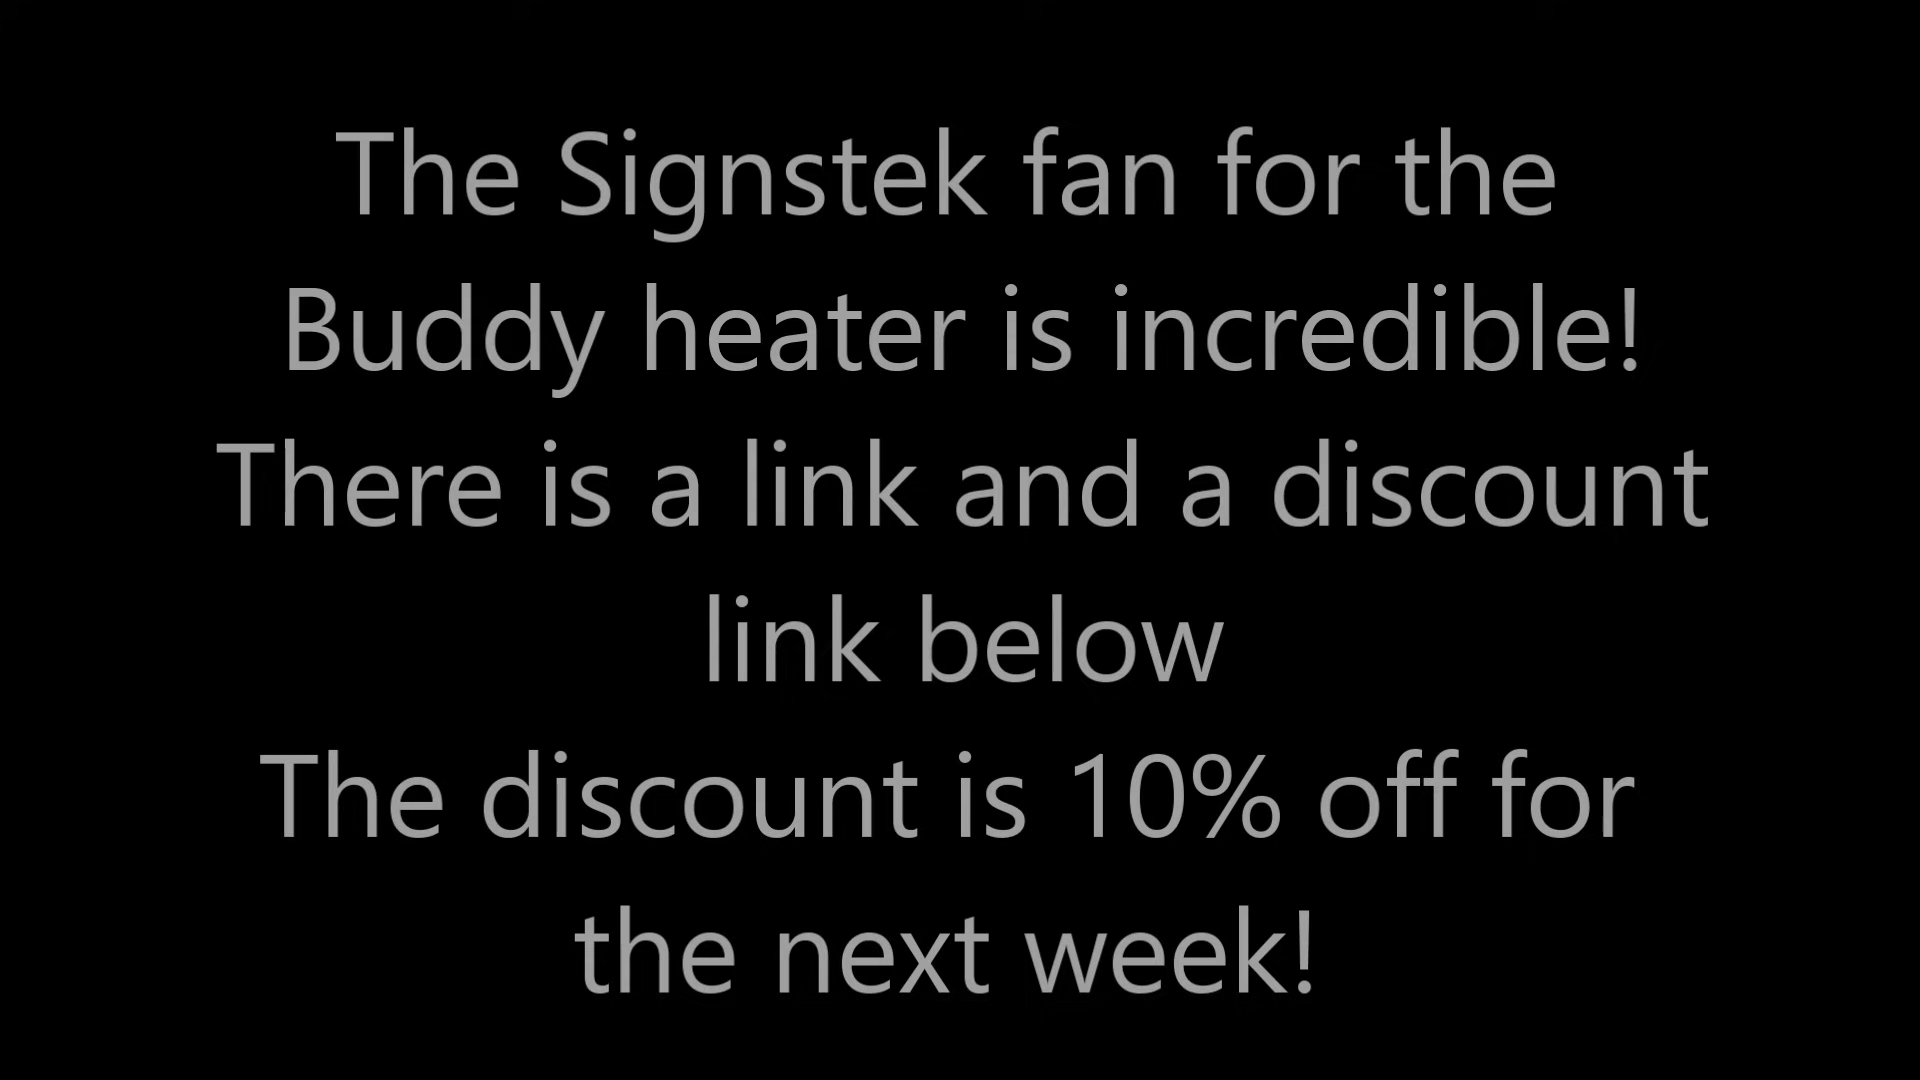 The Signstek fan for the
Buddy heater is incredible!
There is a link and a discount
link below
The discount is 10% off for
the next week!